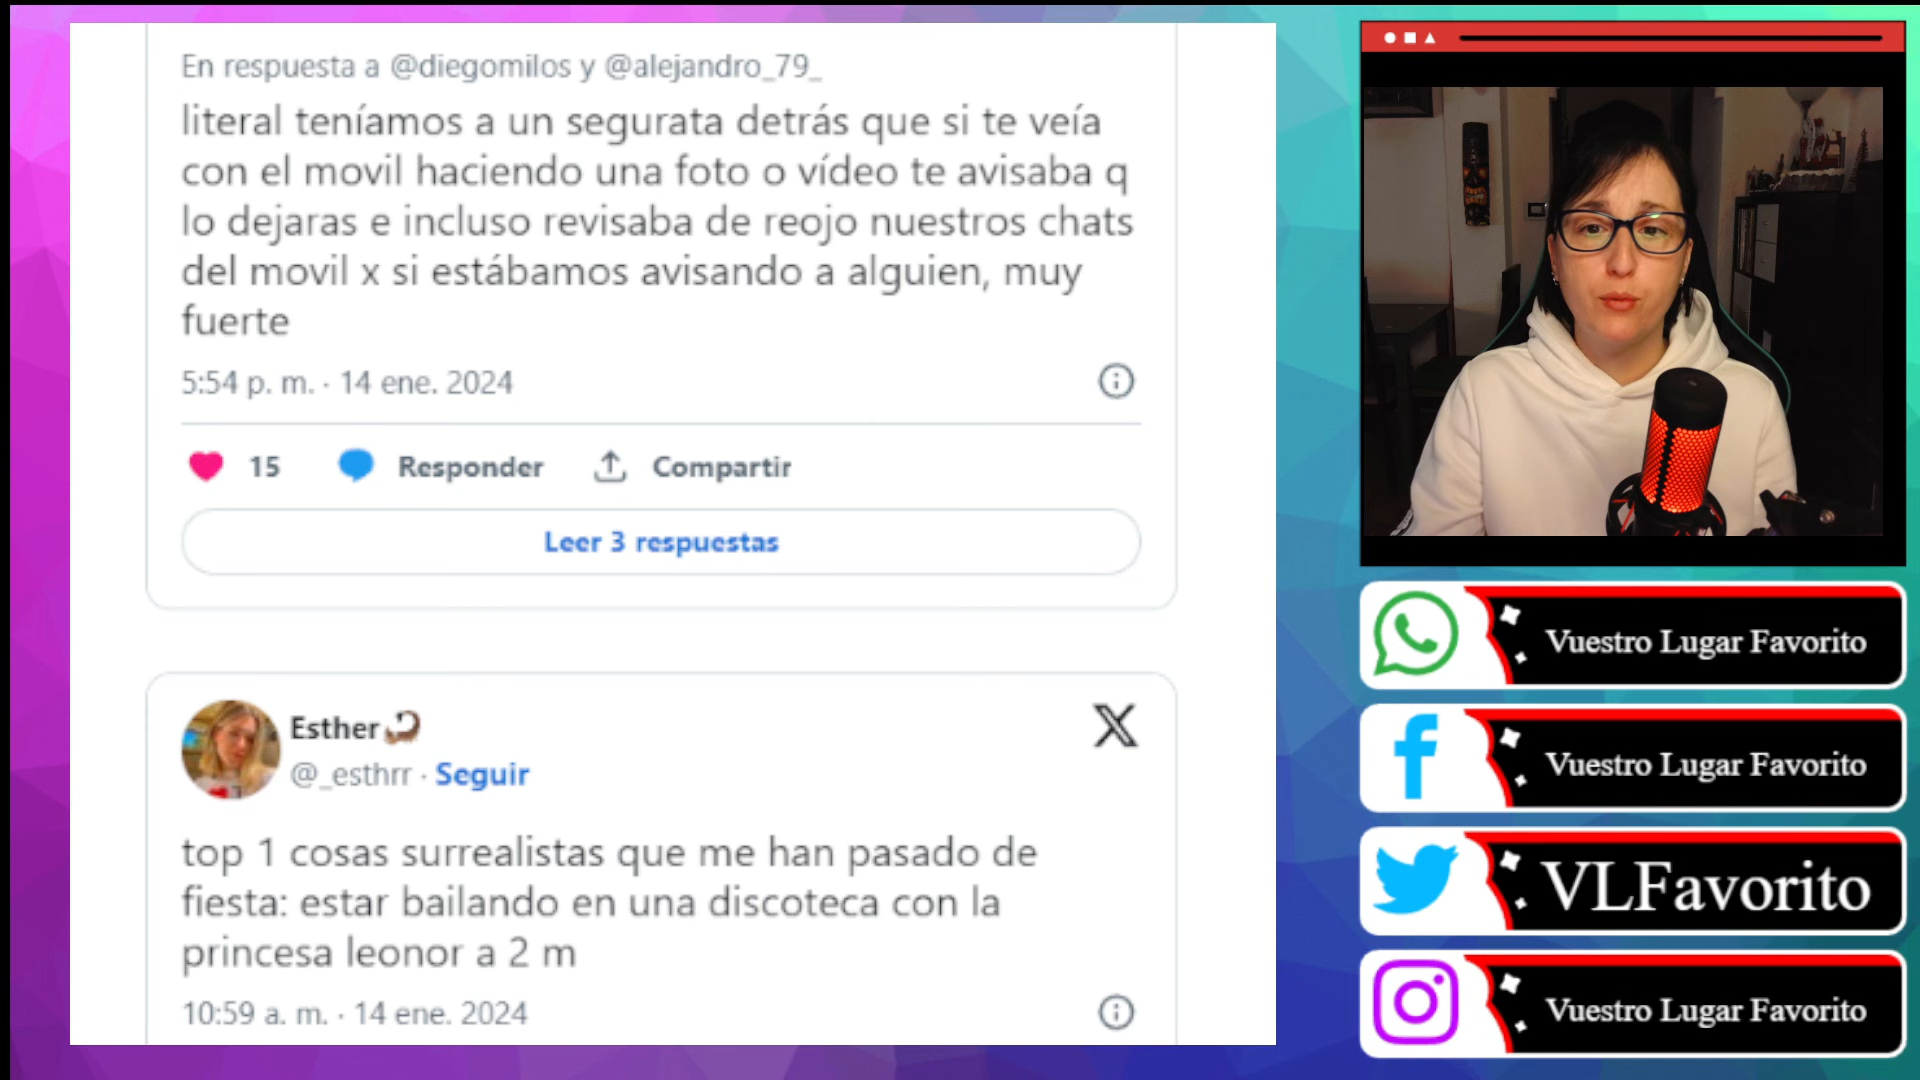 En respuesta a @diegomilos y @alejandro_79_
literal teníamos a un segurata detrás que si te veía
con el movil haciendo una foto o vídeo te avisaba q
lo dejaras e incluso revisaba de reojo nuestros chats
del movil x si estábamos avisando a alguien, muy
fuerte
5:54 p. m. · 14 ene. 2024
15 Responder Compartir
Leer 3 respuestas
Esther
@_esthrr · Seguir
top 1 cosas surrealistas que me han pasado de
fiesta: estar bailando en una discoteca con la
princesa leonor a 2 m
10:59 a. m. · 14 ene. 2024
Vuestro Lugar Favorito
Vuestro Lugar Favorito
VLFavorito
Vuestro Lugar Favorito